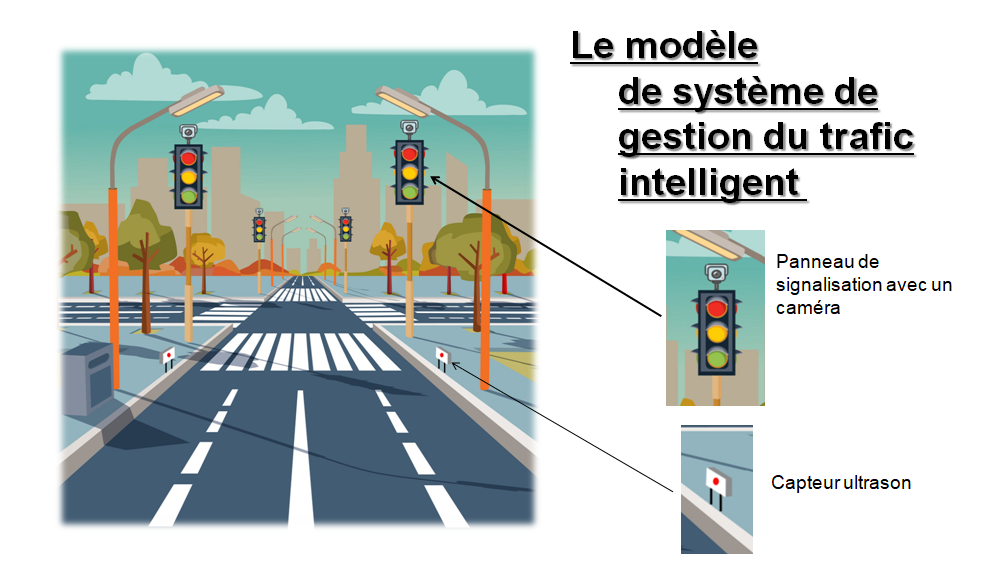 Le modèle
de système de
gestion du trafic
intelligent
Panneau de
signalisation avec un
caméra
Capteur ultrason